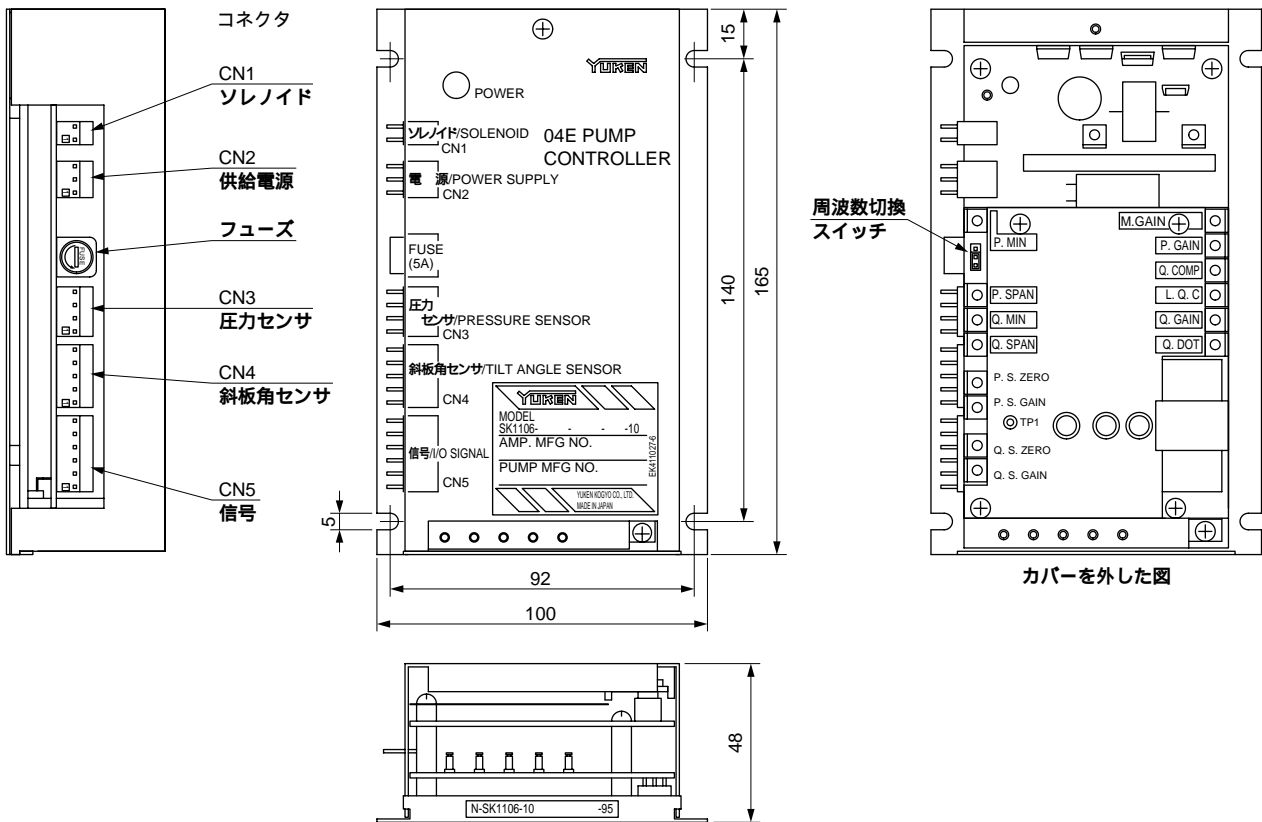 コネクタ
CN1
ソレノイド
CN2
供給電源
フューズ
FUSE
CN3
圧力センサ
CN4
斜板角センサ
CN5
信号
YUKEN
POWER
ソレノイド/SOLENOID
CN1
04E PUMP
CONTROLLER
電 源/POWER SUPPLY
CN2
FUSE
(5A)
圧力
センサ/PRESSURE SENSOR
CN3
斜板角センサ/TILT ANGLE SENSOR
CN4
信号/I/O SIGNAL
CN5
YUKEN
MODEL
SK1106- - - -10
AMP. MFG NO.
PUMP MFG NO.
YUKEN KOGYO CO., LTD.
MADE IN JAPAN
EK411027-6
15
140
165
5
92
100
周波数切換
スイッチ
P. MIN
P. SPAN
Q. MIN
Q. SPAN
P. S. ZERO
P. S. GAIN
TP1
Q. S. ZERO
Q. S. GAIN
M.GAIN
P. GAIN
Q. COMP
L. Q. C
Q. GAIN
Q. DOT
カバーを外した図
48
N-SK1106-10 -95